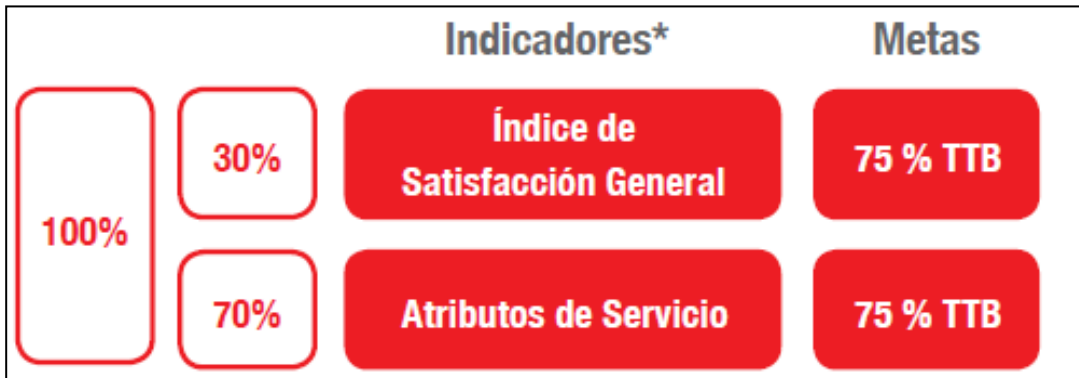 Indicadores* Metas
100%
30%
Índice de
Satisfacción General
75 % TTB
70%
Atributos de Servicio
75 % TTB